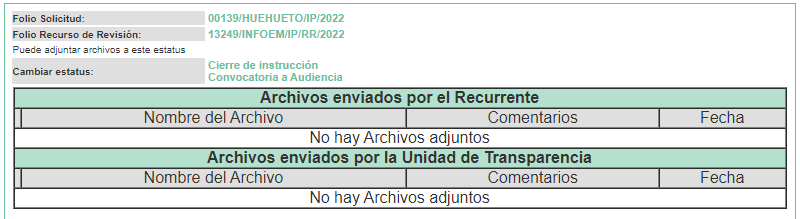 Folio Solicitud: 00139/HUEHUETO/IP/2022
Folio Recurso de Revisión: 13249/INFOEM/IP/RR/2022
Puede adjuntar archivos a este estatus
Cambiar estatus: Cierre de instrucción
Convocatoria a Audiencia
Archivos enviados por el Recurrente
Nombre del Archivo Comentarios Fecha
No hay Archivos adjuntos
Archivos enviados por la Unidad de Transparencia
Nombre del Archivo Comentarios Fecha
No hay Archivos adjuntos